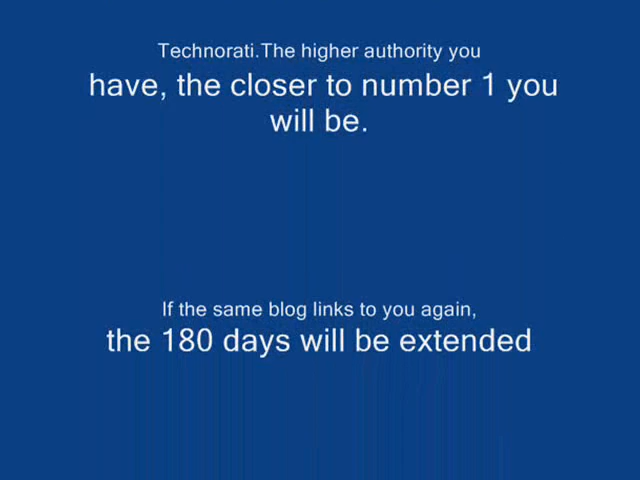 Technorati.The higher authority you
have, the closer to number 1 you
will be.
If the same blog links to you again,
the 180 days will be extended